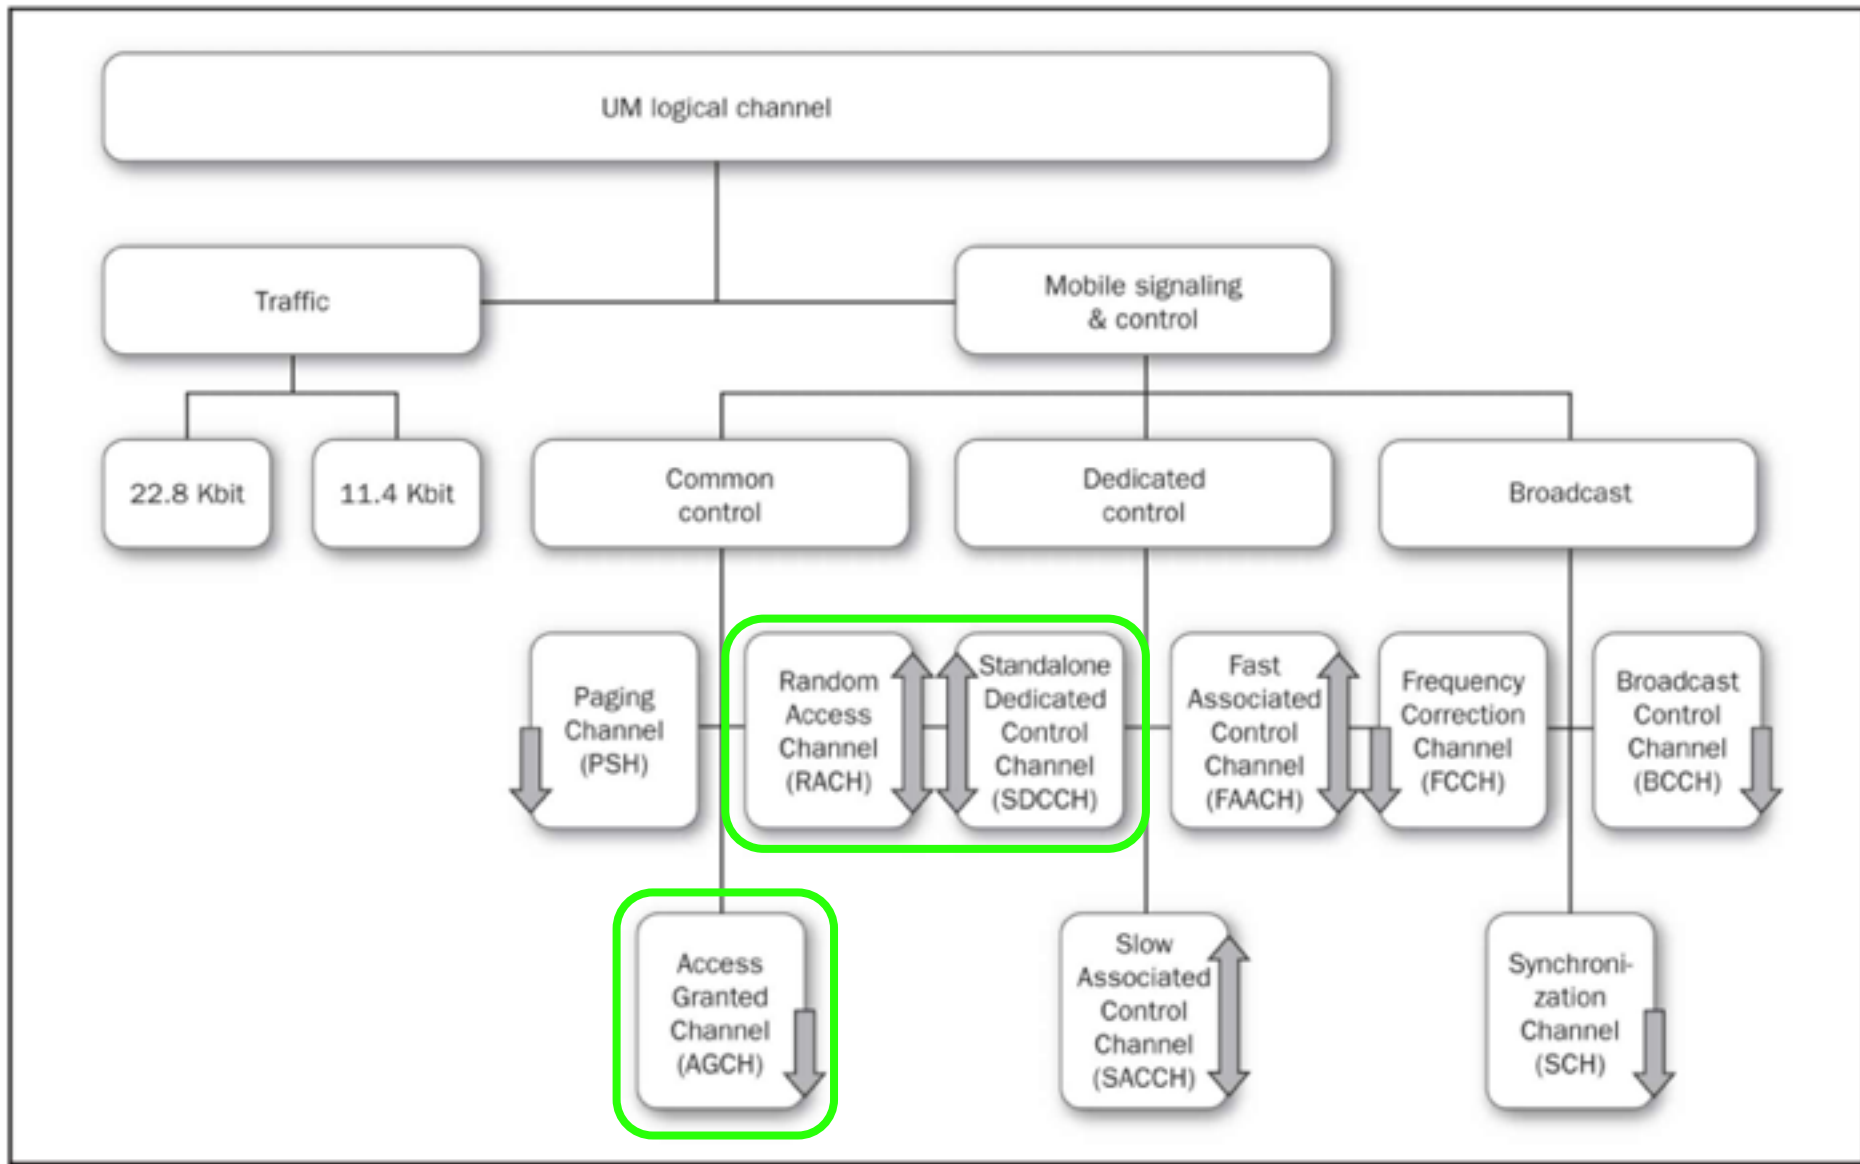 UM logical channel
Traffic
Mobile signaling
& control
22.8 Kbit
11.4 Kbit
Common
control
Dedicated
control
Broadcast
Paging
Channel
(PSH)
Random
Access
Channel
(RACH)
Standalone
Dedicated
Control
Channel
(SDCCH)
Fast
Associated
Control
Channel
(FAACH)
Frequency
Correction
Channel
(FCCH)
Broadcast
Control
Channel
(BCCH)
Access
Granted
Channel
(AGCH)
Slow
Associated
Control
Channel
(SACCH)
Synchroni-
zation
Channel
(SCH)